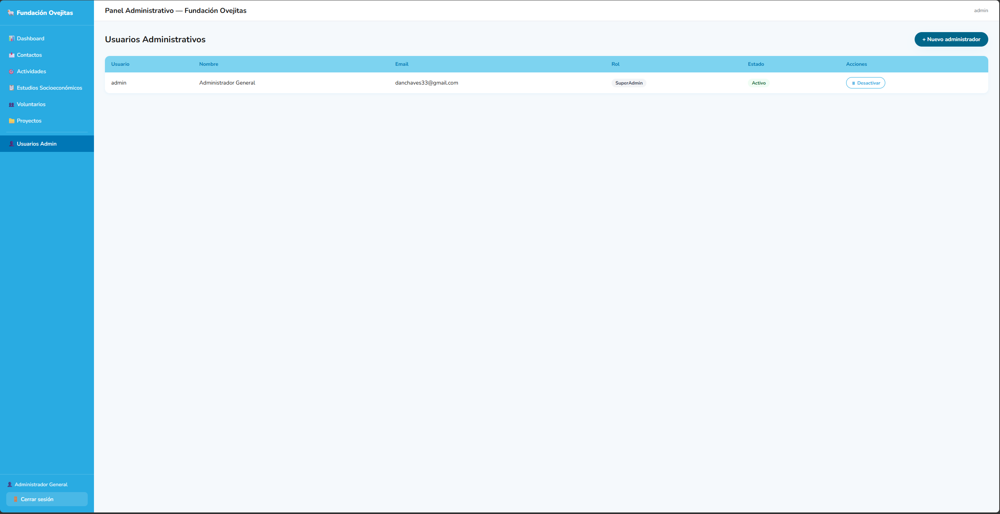 Fundación Ovejitas
Dashboard
Contactos
Actividades
Estudios Socioeconómicos
Voluntarios
Proyectos
Usuarios Admin
Administrador General
Cerrar sesión
Panel Administrativo — Fundación Ovejitas
admin
Usuarios Administrativos
+ Nuevo administrador
Usuario Nombre Email Rol Estado Acciones
admin Administrador General danchaves33@gmail.com SuperAdmin Activo Desactivar